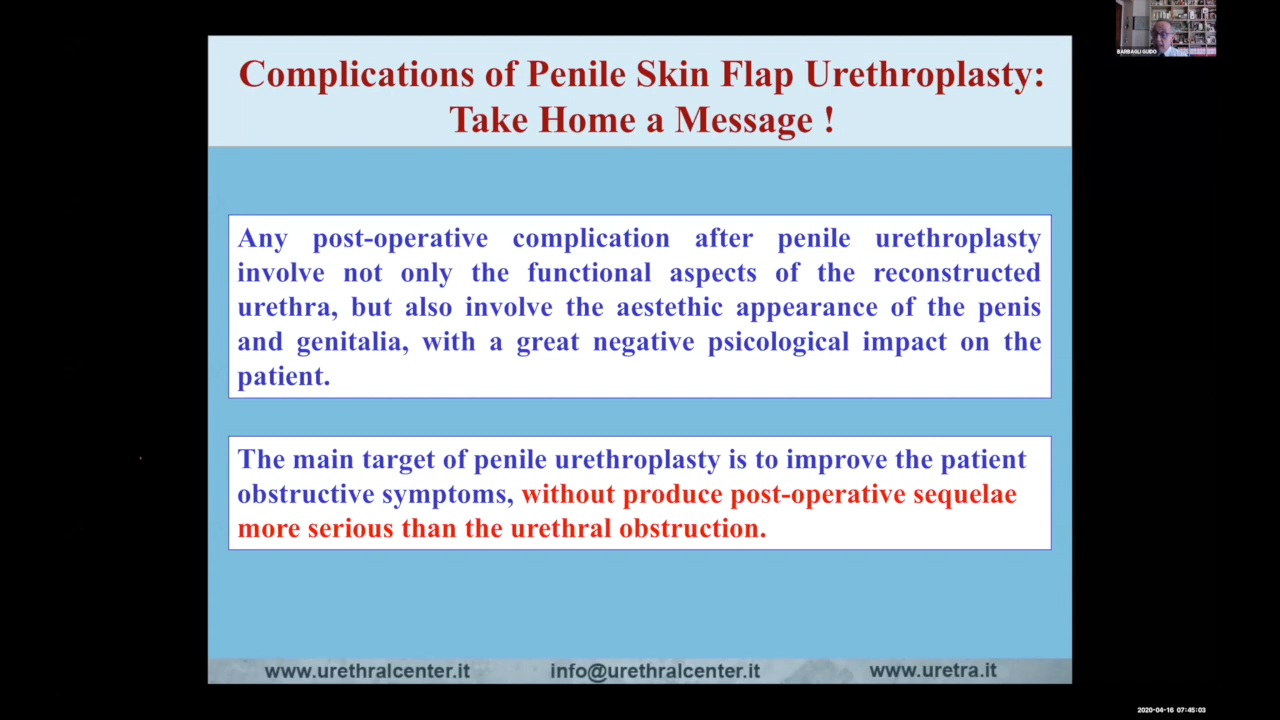 BARBAGLI GUIDO
Complications of Penile Skin Flap Urethroplasty:
Take Home a Message !
Any post-operative complication after penile urethroplasty
involve not only the functional aspects of the reconstructed
urethra, but also involve the aestethic appearance of the penis
and genitalia, with a great negative psicological impact on the
patient.
The main target of penile urethroplasty is to improve the patient
obstructive symptoms, without produce post-operative sequelae
more serious than the urethral obstruction.
www.urethralcenter.it info@urethralcenter.it www.uretra.it
2020-04-16 07:45:03